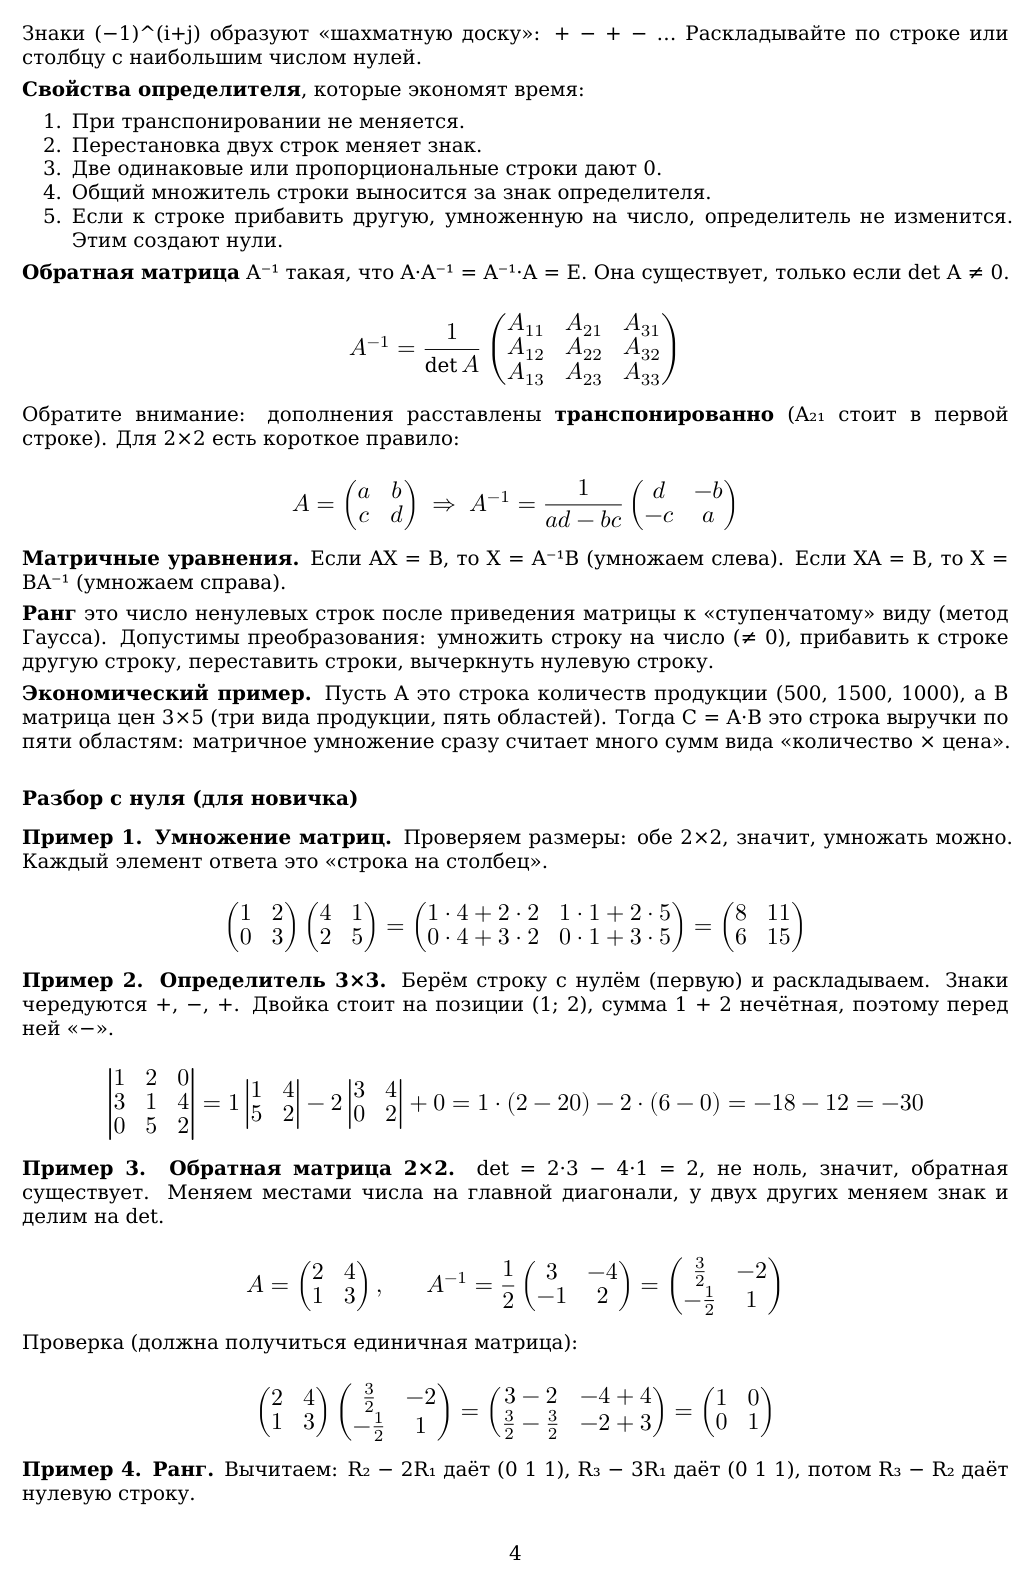 Знаки (−1)^(i+j) образуют «шахматную доску»: + − + − ... Раскладывайте по строке или
столбцу с наибольшим числом нулей.
Свойства определителя, которые экономят время:
1. При транспонировании не меняется.
2. Перестановка двух строк меняет знак.
3. Две одинаковые или пропорциональные строки дают 0.
4. Общий множитель строки выносится за знак определителя.
5. Если к строке прибавить другую, умноженную на число, определитель не изменится.
Этим создают нули.
Обратная матрица A⁻¹ такая, что A·A⁻¹ = A⁻¹·A = E. Она существует, только если det A ≠ 0.
A⁻¹ = 1/(det A) (A₁₁ A₂₁ A₃₁
A₁₂ A₂₂ A₃₂
A₁₃ A₂₃ A₃₃)
Обратите внимание: дополнения расставлены транспонированно (A₂₁ стоит в первой
строке). Для 2×2 есть короткое правило:
A = (a b
c d) ⇒ A⁻¹ = 1/(ad − bc) (d −b
−c a)
Матричные уравнения. Если AX = B, то X = A⁻¹B (умножаем слева). Если XA = B, то X =
BA⁻¹ (умножаем справа).
Ранг это число ненулевых строк после приведения матрицы к «ступенчатому» виду (метод
Гаусса). Допустимы преобразования: умножить строку на число (≠ 0), прибавить к строке
другую строку, переставить строки, вычеркнуть нулевую строку.
Экономический пример. Пусть A это строка количеств продукции (500, 1500, 1000), а B
матрица цен 3×5 (три вида продукции, пять областей). Тогда C = A·B это строка выручки по
пяти областям: матричное умножение сразу считает много сумм вида «количество × цена».
Разбор с нуля (для новичка)
Пример 1. Умножение матриц. Проверяем размеры: обе 2×2, значит, умножать можно.
Каждый элемент ответа это «строка на столбец».
(1 2
0 3) (4 1
2 5) = (1 · 4 + 2 · 2 1 · 1 + 2 · 5
0 · 4 + 3 · 2 0 · 1 + 3 · 5) = (8 11
6 15)
Пример 2. Определитель 3×3. Берём строку с нулём (первую) и раскладываем. Знаки
чередуются +, −, +. Двойка стоит на позиции (1; 2), сумма 1 + 2 нечётная, поэтому перед
ней «−».
|1 2 0
3 1 4
0 5 2| = 1 |1 4
5 2| − 2 |3 4
0 2| + 0 = 1 · (2 − 20) − 2 · (6 − 0) = −18 − 12 = −30
Пример 3. Обратная матрица 2×2. det = 2·3 − 4·1 = 2, не ноль, значит, обратная
существует. Меняем местами числа на главной диагонали, у двух других меняем знак и
делим на det.
A = (2 4
1 3), A⁻¹ = 1/2 (3 −4
−1 2) = (3/2 −2
−1/2 1)
Проверка (должна получиться единичная матрица):
(2 4
1 3) (3/2 −2
−1/2 1) = (3 − 2 −4 + 4
3/2 − 3/2 −2 + 3) = (1 0
0 1)
Пример 4. Ранг. Вычитаем: R₂ − 2R₁ даёт (0 1 1), R₃ − 3R₁ даёт (0 1 1), потом R₃ − R₂ даёт
нулевую строку.
4